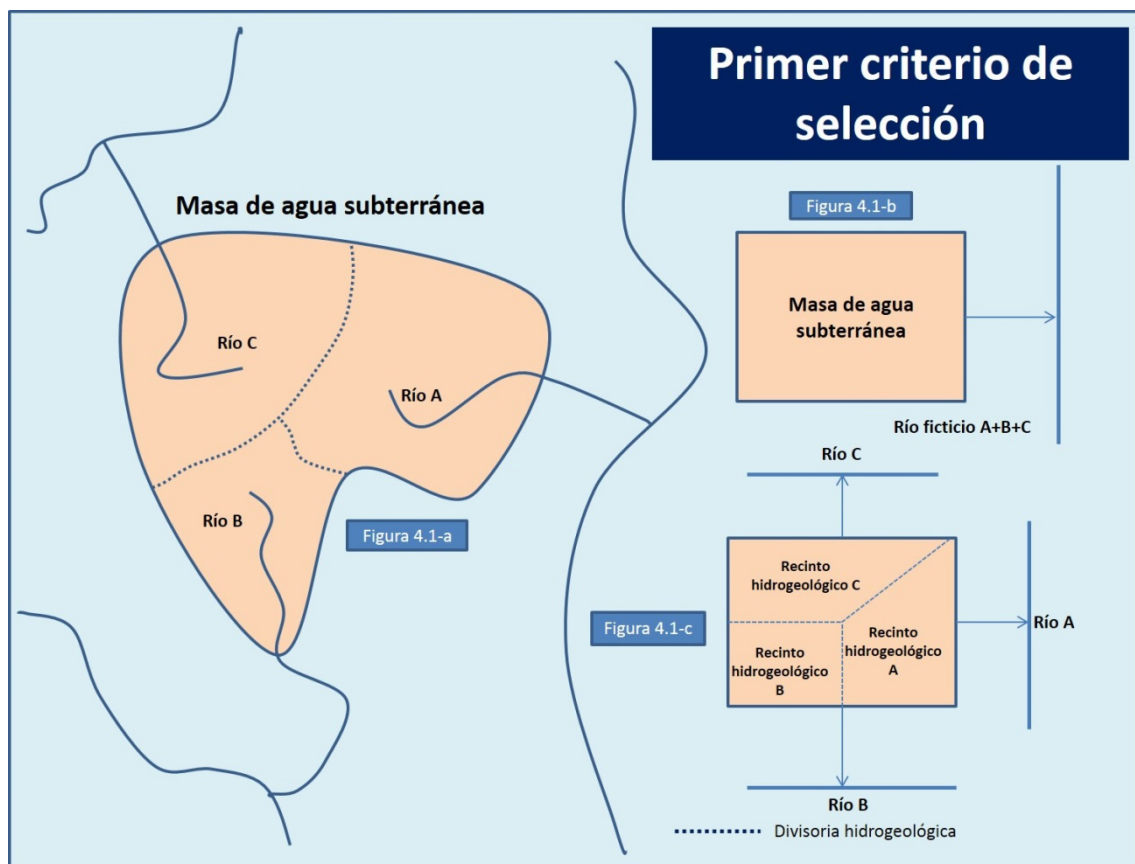 Primer criterio de
selección
Masa de agua subterránea
Río C
Río A
Río B
Figura 4.1-a
Figura 4.1-b
Masa de agua
subterránea
Río ficticio A+B+C
Río C
Figura 4.1-c
Recinto
hidrogeológico C
Recinto
hidrogeológico
B
Recinto
hidrogeológico
A
Río A
Río B
Divisoria hidrogeológica